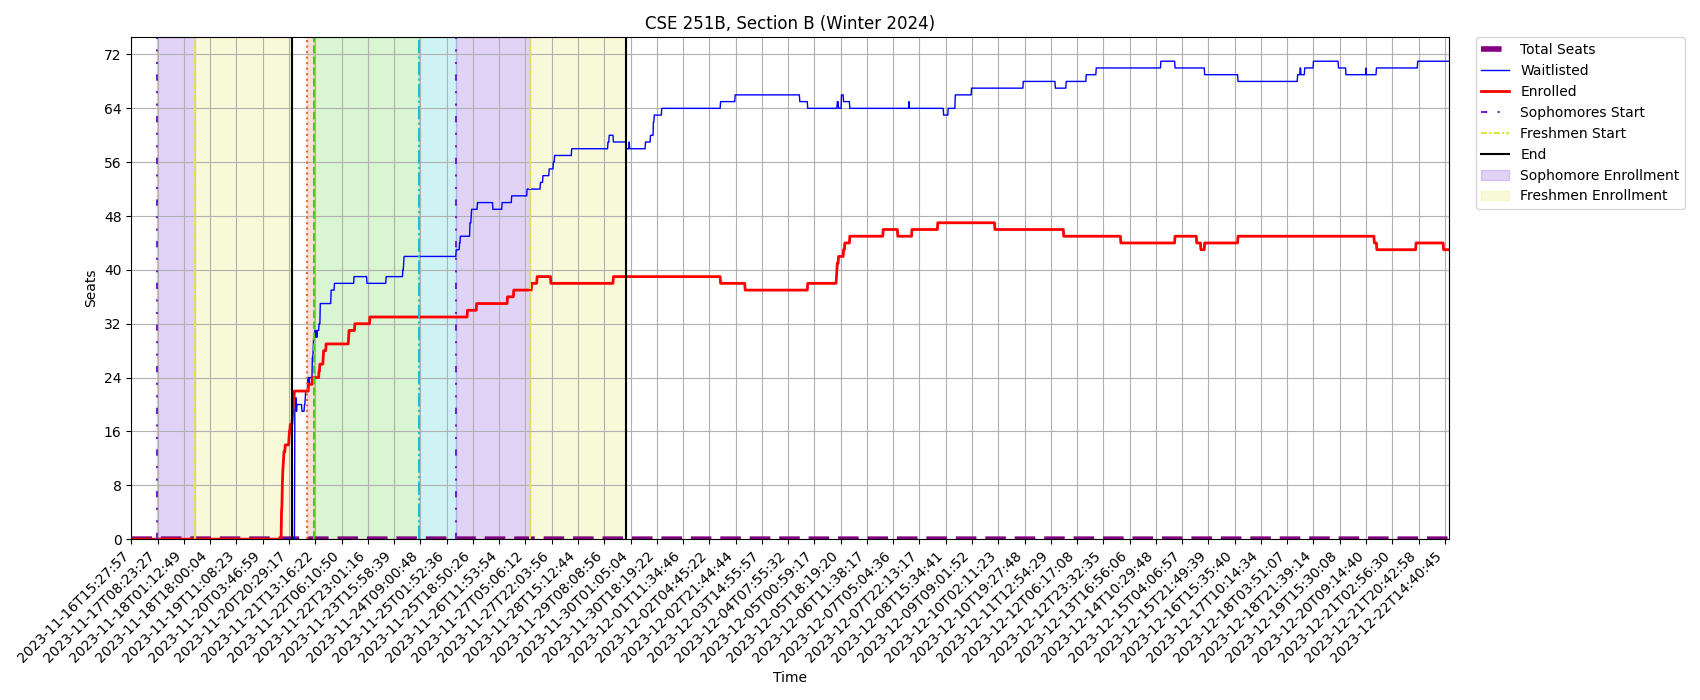 CSE 251B, Section B (Winter 2024)
Seats
72
64
56
48
40
32
24
16
8
0
2023-11-16T15:27:57
2023-11-17T08:23:27
2023-11-18T01:12:49
2023-11-18T18:00:04
2023-11-19T11:08:23
2023-11-20T03:46:59
2023-11-20T20:29:17
2023-11-21T13:16:22
2023-11-22T06:10:50
2023-11-22T23:01:16
2023-11-23T15:58:39
2023-11-24T09:00:48
2023-11-25T01:52:36
2023-11-25T18:50:26
2023-11-26T11:53:54
2023-11-27T05:06:12
2023-11-27T22:03:56
2023-11-28T15:12:44
2023-11-29T08:08:56
2023-11-30T01:05:04
2023-11-30T18:19:22
2023-12-01T11:34:46
2023-12-02T04:45:22
2023-12-02T21:44:44
2023-12-03T14:55:57
2023-12-04T07:55:32
2023-12-05T00:59:17
2023-12-05T18:19:20
2023-12-06T11:38:17
2023-12-07T05:04:36
2023-12-07T22:13:17
2023-12-08T15:34:41
2023-12-09T09:01:52
2023-12-10T02:11:23
2023-12-10T19:27:48
2023-12-11T12:54:29
2023-12-12T06:17:08
2023-12-12T23:32:35
2023-12-13T16:56:06
2023-12-14T10:29:48
2023-12-15T04:06:57
2023-12-15T21:49:39
2023-12-16T15:35:40
2023-12-17T10:14:34
2023-12-18T03:51:07
2023-12-18T21:39:14
2023-12-19T15:30:08
2023-12-20T09:14:40
2023-12-21T02:56:30
2023-12-21T20:42:58
2023-12-22T14:40:45
Time
Total Seats
Waitlisted
Enrolled
Sophomores Start
Freshmen Start
End
Sophomore Enrollment
Freshmen Enrollment